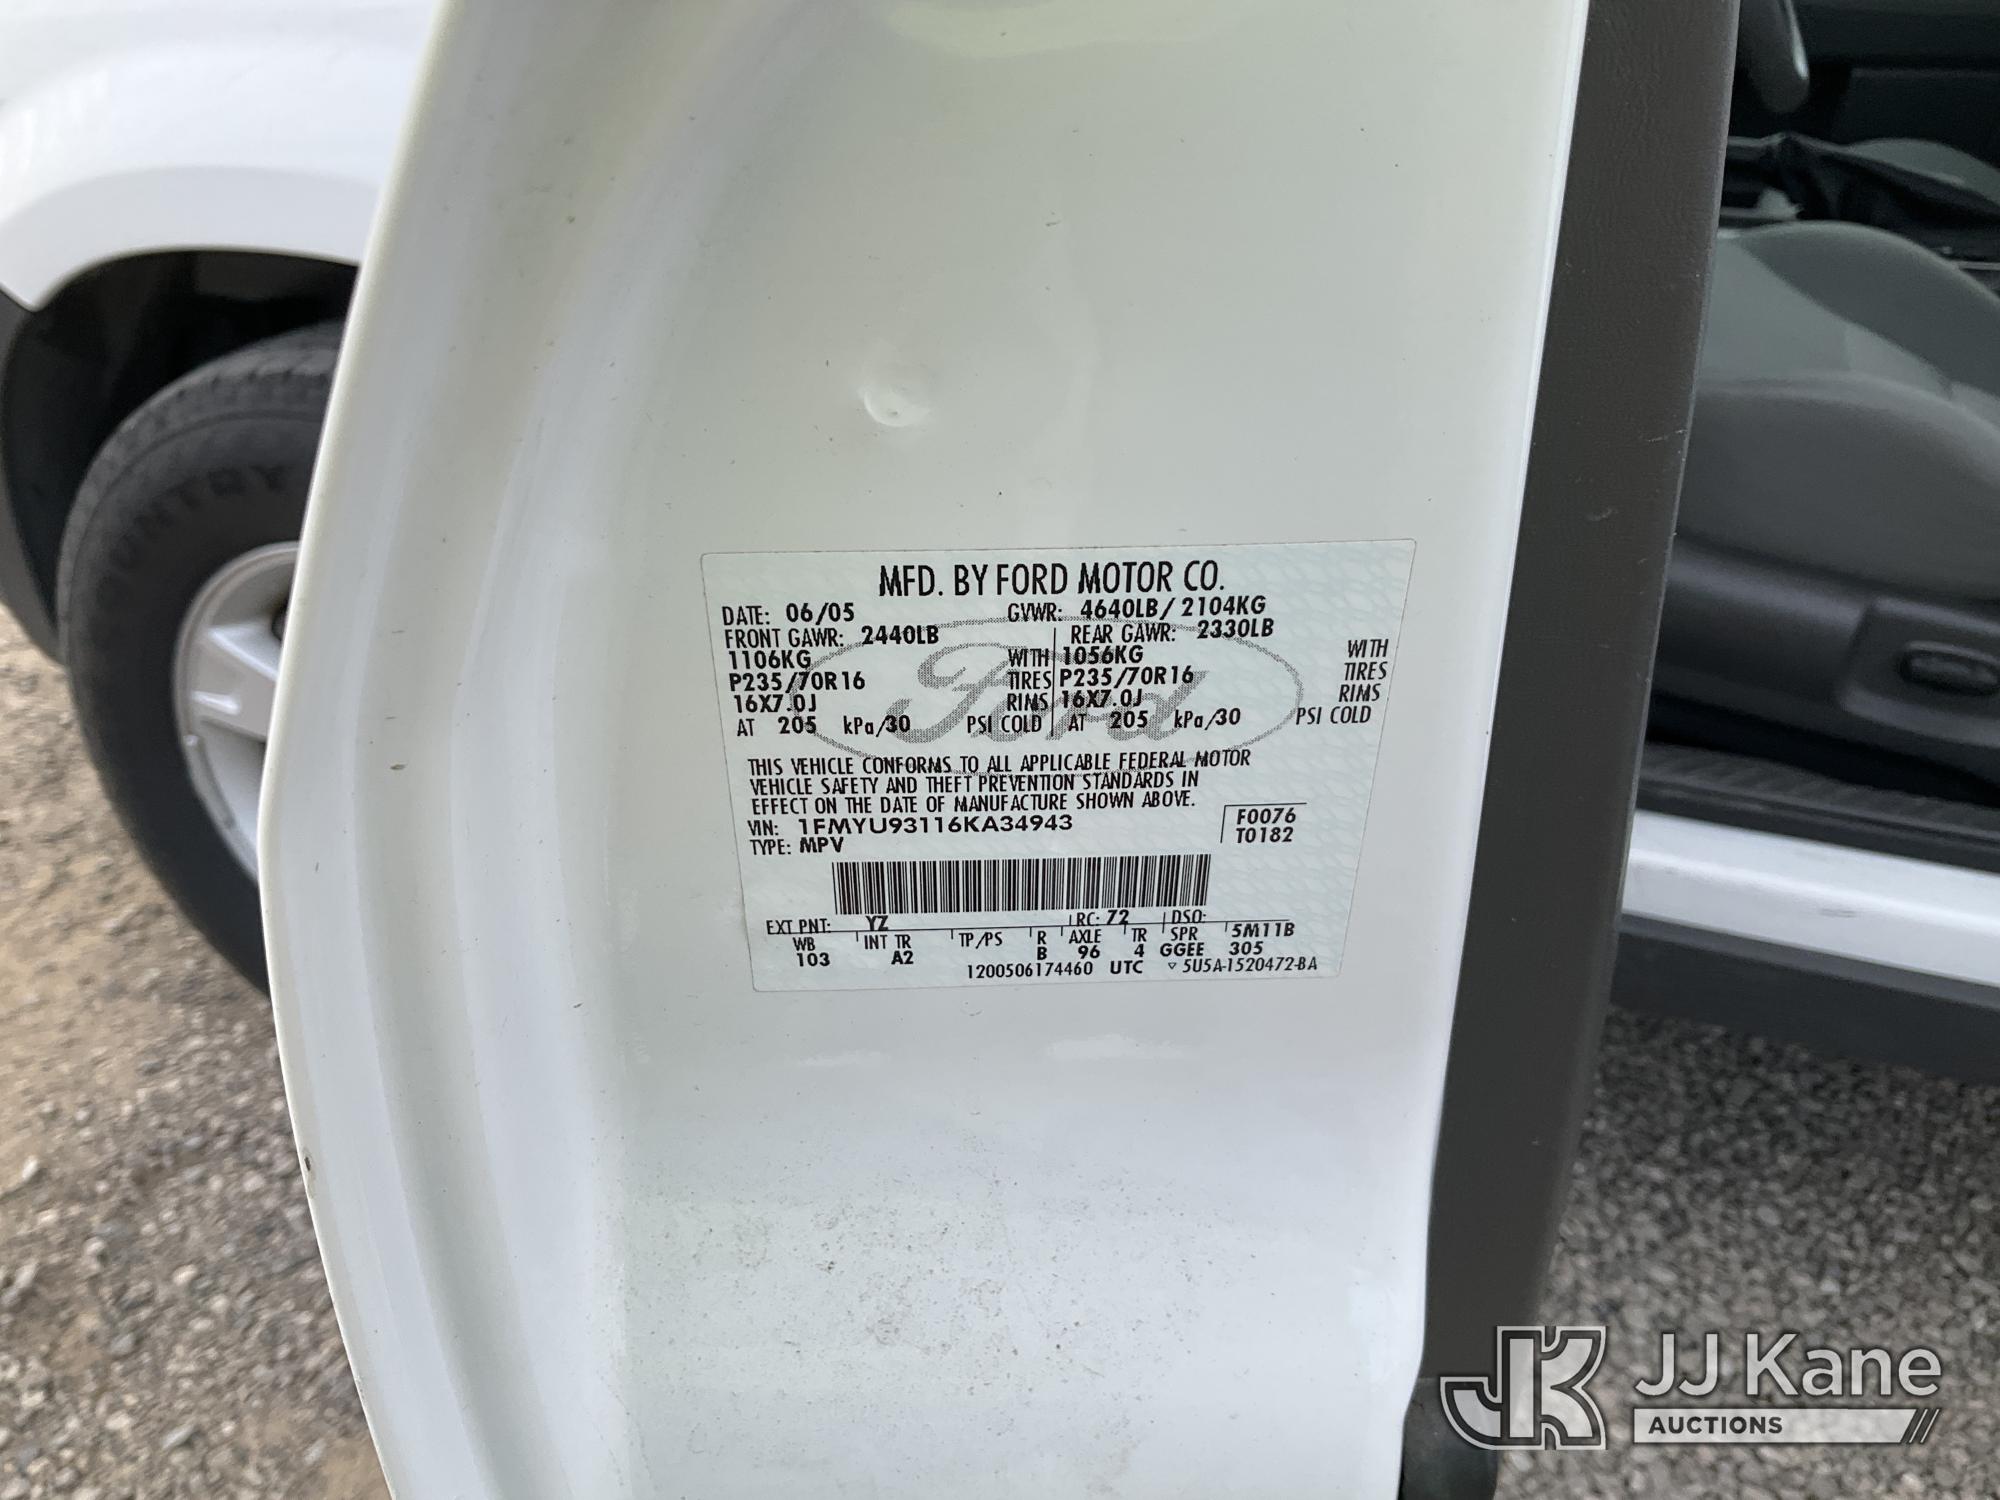 MFD. BY FORD MOTOR CO.
DATE: 06/05 GVWR: 4640LB/ 2104KG
FRONT GAWR: 2440LB REAR GAWR: 2330LB
1106KG WITH 1056KG WITH
P235/70R16 TIRES P235/70R16 TIRES
16X7.0J RIMS 16X7.0J RIMS
AT 205 kPa/30 PSI COLD AT 205 kPa/30 PSI COLD
Ford
THIS VEHICLE CONFORMS TO ALL APPLICABLE FEDERAL MOTOR
VEHICLE SAFETY AND THEFT PREVENTION STANDARDS IN
EFFECT ON THE DATE OF MANUFACTURE SHOWN ABOVE.
VIN: 1FMYU93116KA34943 F0076
TYPE: MPV T0182
EXT PNT: YZ RC: 72 DSO:
WB INT TR TP/PS R AXLE TR SPR 5M11B
103 A2 B 96 4 GGEE 305
1200506174460 UTC ▽ 5U5A-1520472-BA
COUNTRY
JK JJ Kane
AUCTIONS